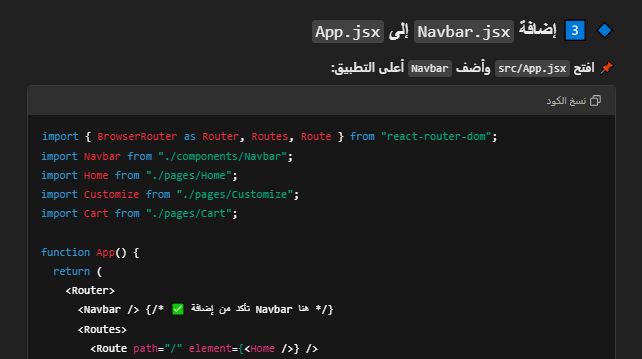 🔷 3️⃣ إضافة Navbar.jsx إلى App.jsx
📌 افتح src/App.jsx وأضف Navbar أعلى التطبيق:
نسخ الكود
import { BrowserRouter as Router, Routes, Route } from "react-router-dom";
import Navbar from "./components/Navbar";
import Home from "./pages/Home";
import Customize from "./pages/Customize";
import Cart from "./pages/Cart";
function App() {
return (
<Router>
<Navbar /> {/* ✅ تأكد من إضافة Navbar هنا */}
<Routes>
<Route path="/" element={<Home />} />